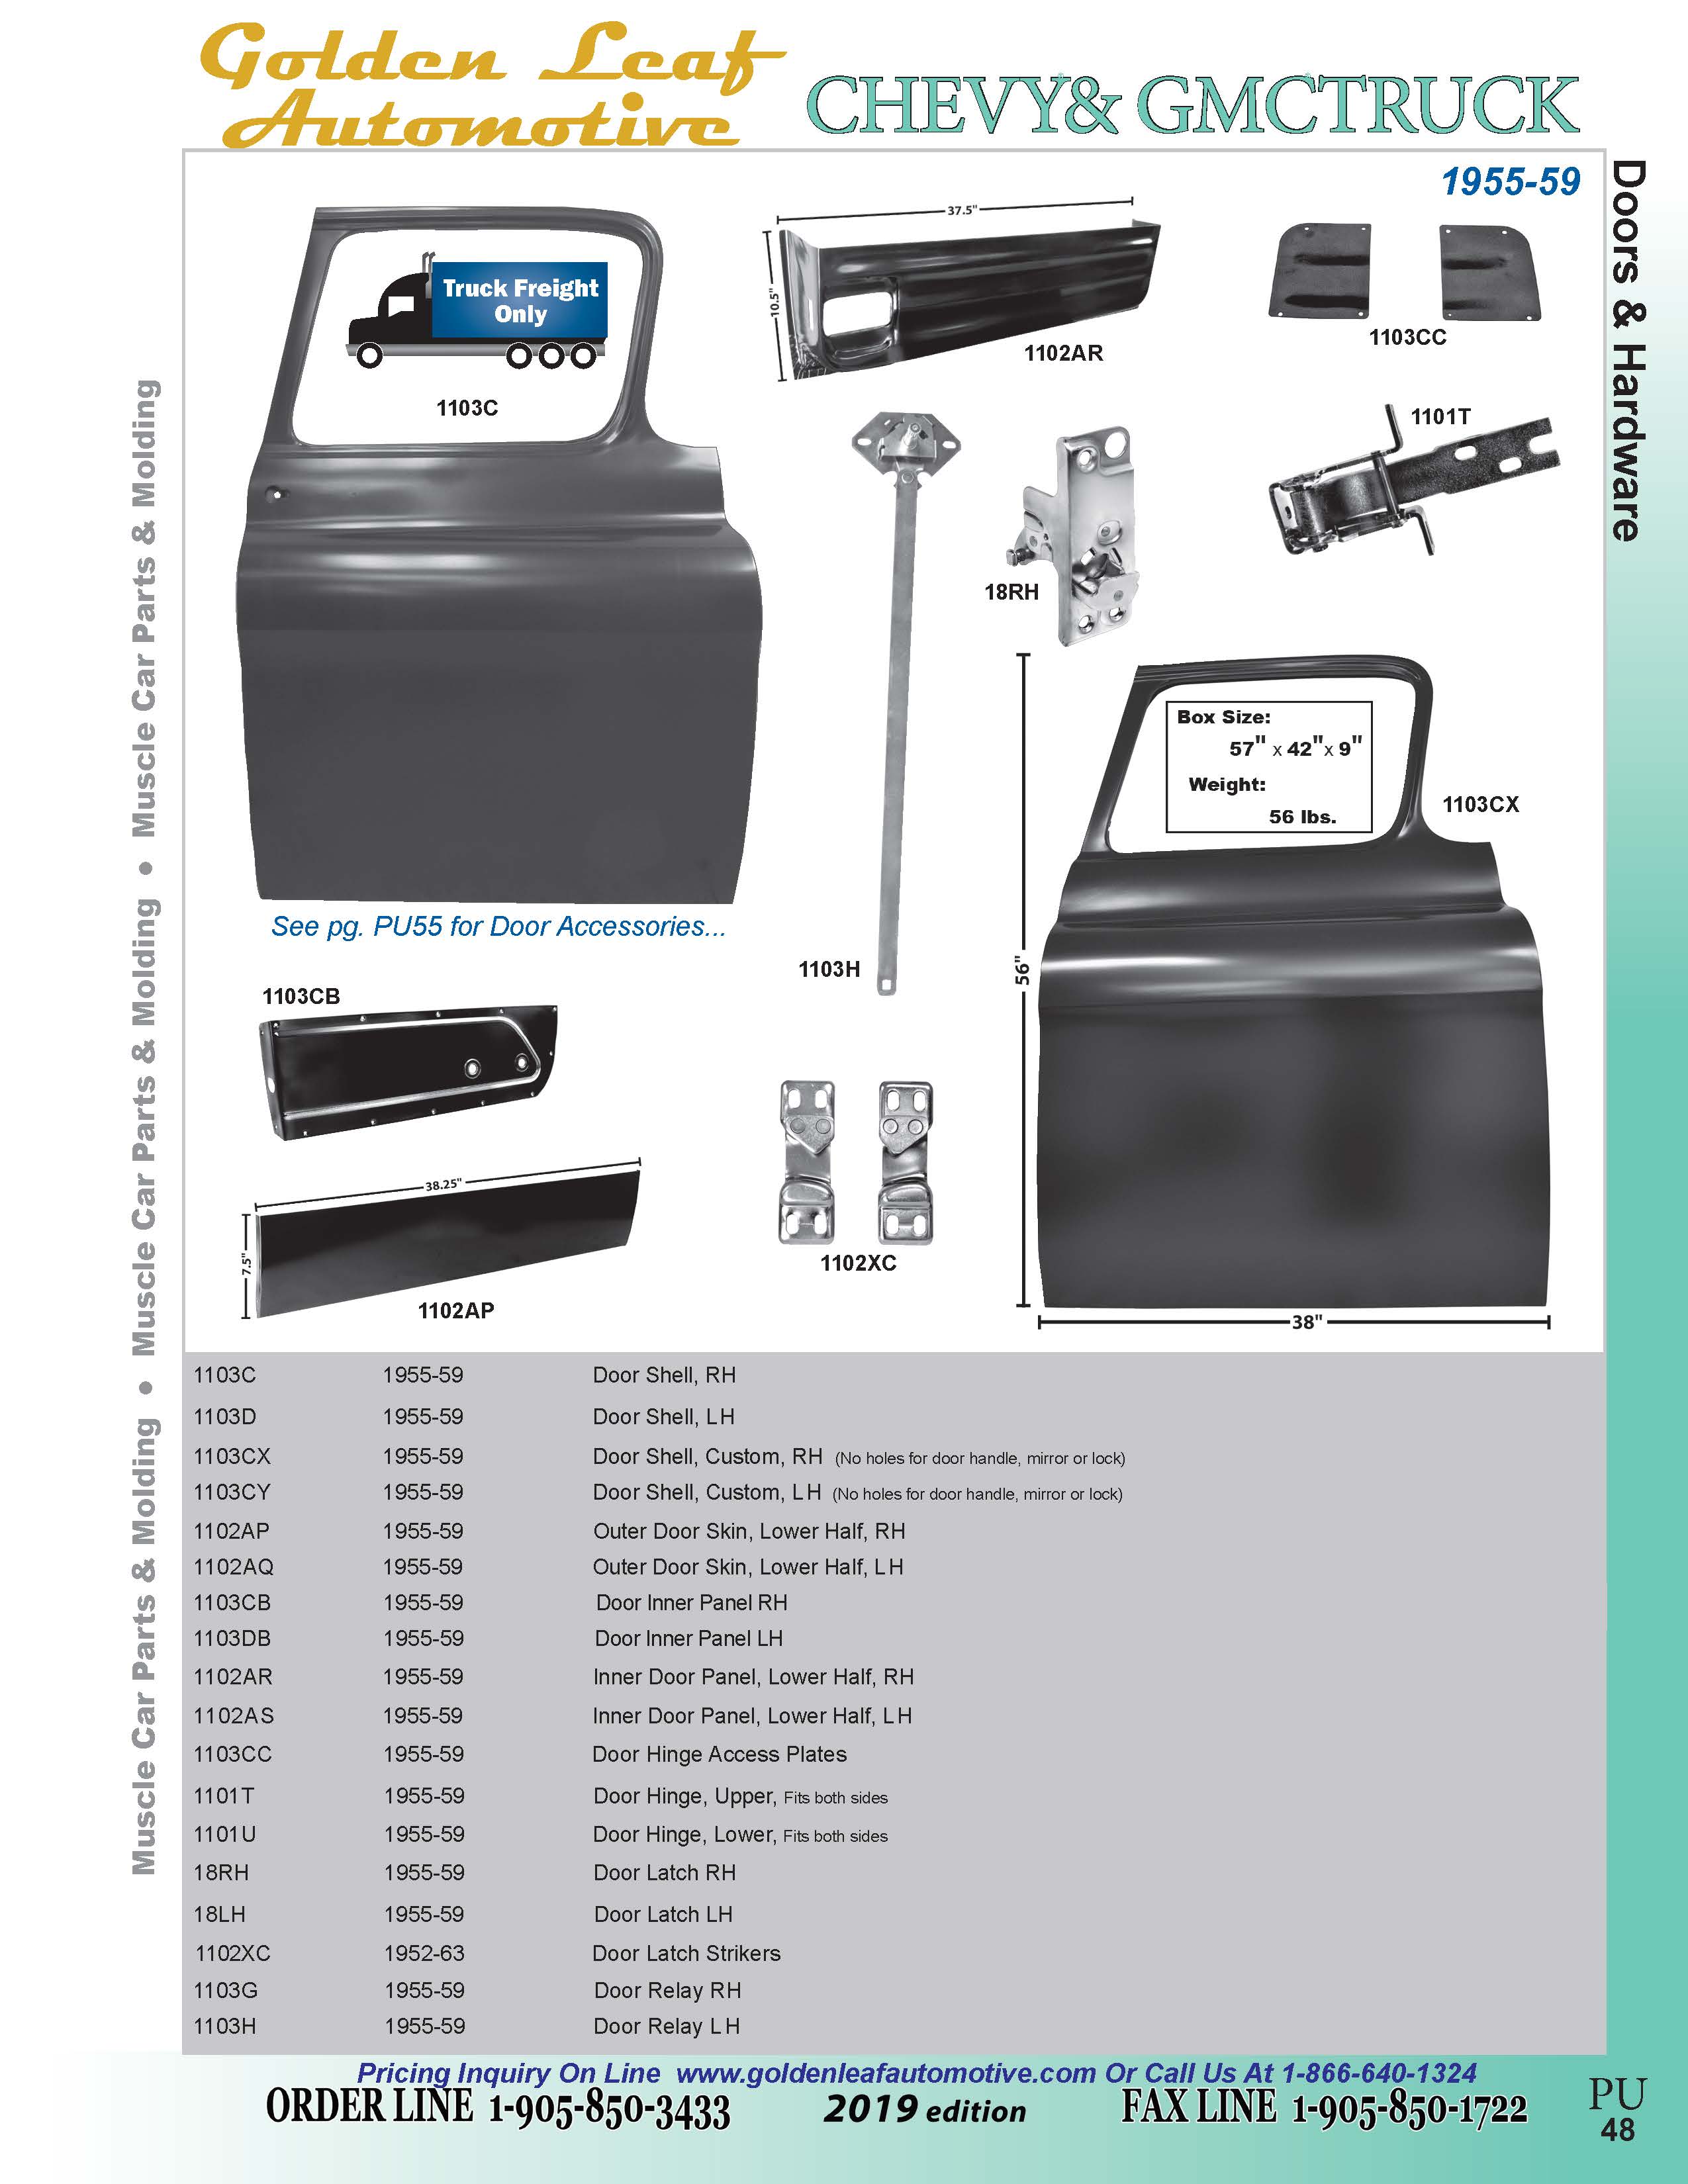 Golden Leaf
Automotive
CHEVY& GMCTRUCK
1955-59
Doors & Hardware
Muscle Car Parts & Molding • Muscle Car Parts & Molding • Muscle Car Parts & Molding
Truck Freight
Only
1103C
37.5"
10.5"
1102AR
1103CC
1101T
18RH
Box Size:
57" x 42"x 9"
Weight:
56 lbs.
1103CX
56"
38"
See pg. PU55 for Door Accessories...
1103H
1103CB
38.25"
7.5"
1102AP
1102XC
1103C 1955-59 Door Shell, RH
1103D 1955-59 Door Shell, LH
1103CX 1955-59 Door Shell, Custom, RH (No holes for door handle, mirror or lock)
1103CY 1955-59 Door Shell, Custom, LH (No holes for door handle, mirror or lock)
1102AP 1955-59 Outer Door Skin, Lower Half, RH
1102AQ 1955-59 Outer Door Skin, Lower Half, LH
1103CB 1955-59 Door Inner Panel RH
1103DB 1955-59 Door Inner Panel LH
1102AR 1955-59 Inner Door Panel, Lower Half, RH
1102AS 1955-59 Inner Door Panel, Lower Half, LH
1103CC 1955-59 Door Hinge Access Plates
1101T 1955-59 Door Hinge, Upper, Fits both sides
1101U 1955-59 Door Hinge, Lower, Fits both sides
18RH 1955-59 Door Latch RH
18LH 1955-59 Door Latch LH
1102XC 1952-63 Door Latch Strikers
1103G 1955-59 Door Relay RH
1103H 1955-59 Door Relay LH
Pricing Inquiry On Line www.goldenleafautomotive.com Or Call Us At 1-866-640-1324
ORDER LINE 1-905-850-3433 2019 edition FAX LINE 1-905-850-1722
PU
48